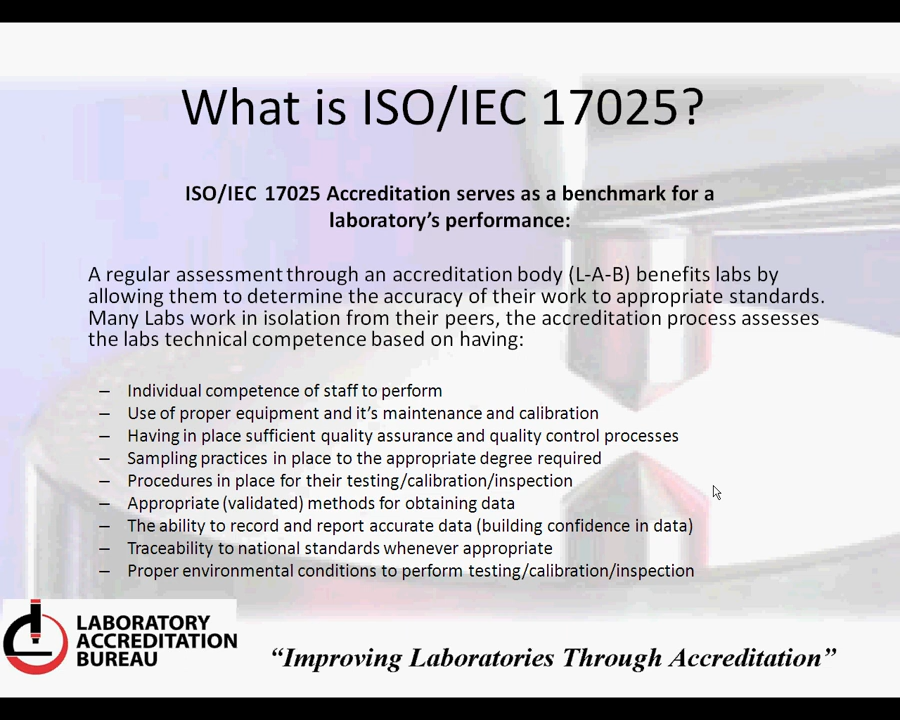 What is ISO/IEC 17025?
ISO/IEC 17025 Accreditation serves as a benchmark for a
laboratory’s performance:
A regular assessment through an accreditation body (L-A-B) benefits labs by
allowing them to determine the accuracy of their work to appropriate standards.
Many Labs work in isolation from their peers, the accreditation process assesses
the labs technical competence based on having:
– Individual competence of staff to perform
– Use of proper equipment and it’s maintenance and calibration
– Having in place sufficient quality assurance and quality control processes
– Sampling practices in place to the appropriate degree required
– Procedures in place for their testing/calibration/inspection
– Appropriate (validated) methods for obtaining data
– The ability to record and report accurate data (building confidence in data)
– Traceability to national standards whenever appropriate
– Proper environmental conditions to perform testing/calibration/inspection
LABORATORY
ACCREDITATION
BUREAU
“Improving Laboratories Through Accreditation”